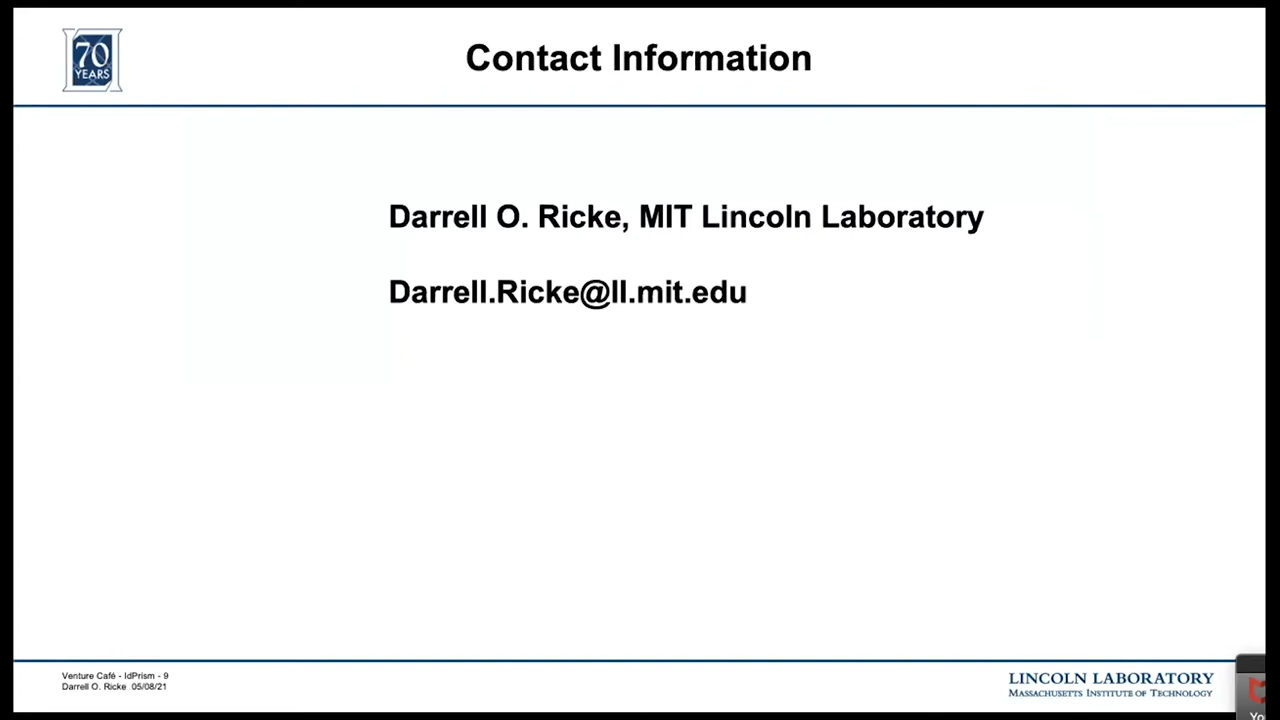 70
YEARS
Contact Information
Darrell O. Ricke, MIT Lincoln Laboratory
Darrell.Ricke@ll.mit.edu
Venture Café - IdPrism - 9
Darrell O. Ricke 05/08/21
LINCOLN LABORATORY
MASSACHUSETTS INSTITUTE OF TECHNOLOGY